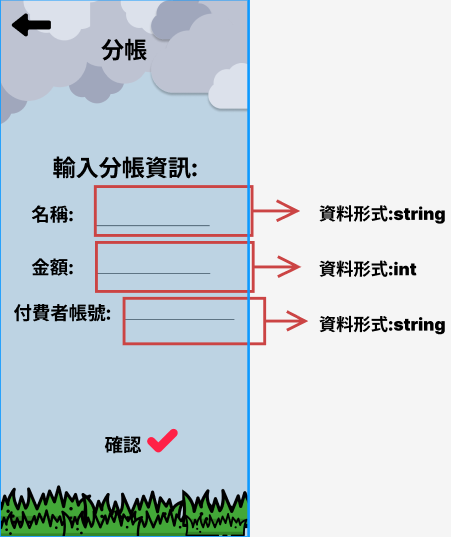 分帳
輸入分帳資訊:
名稱:
資料形式:string
金額:
資料形式:int
付費者帳號:
資料形式:string
確認